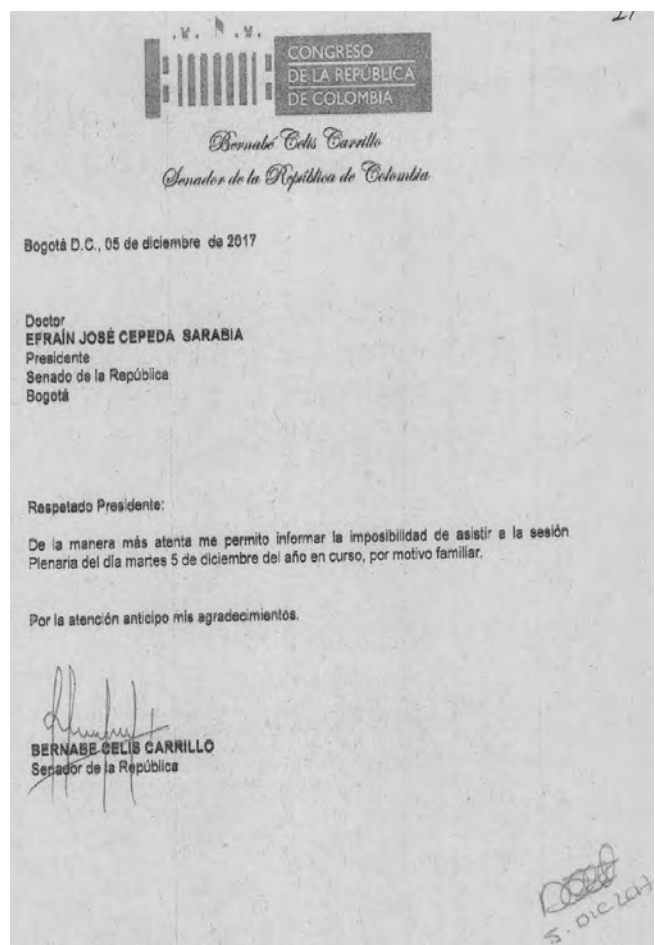 CONGRESO
DE LA REPÚBLICA
DE COLOMBIA
Bernabé Celis Carrillo
Senador de la República de Colombia
Bogotá D.C., 05 de diciembre de 2017
Doctor
EFRAÍN JOSÉ CEPEDA SARABIA
Presidente
Senado de la República
Bogotá
Respetado Presidente:
De la manera más atenta me permito informar la imposibilidad de asistir a la sesión
Plenaria del día martes 5 de diciembre del año en curso, por motivo familiar.
Por la atención anticipo mis agradecimientos.
BERNABE CELIS CARRILLO
Senador de la República
5. DIC 2017